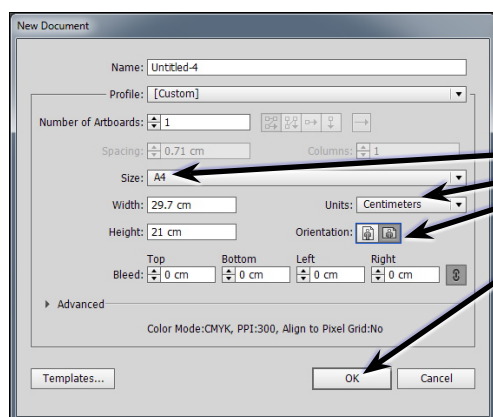 New Document
Name: Untitled-4
Profile: [Custom]
Number of Artboards: 1
Spacing: 0.71 cm Columns: 1
Size: A4
Width: 29.7 cm Units: Centimeters
Height: 21 cm Orientation:
Top Bottom Left Right
Bleed: 0 cm 0 cm 0 cm 0 cm
Advanced
Color Mode:CMYK, PPI:300, Align to Pixel Grid:No
Templates... OK Cancel